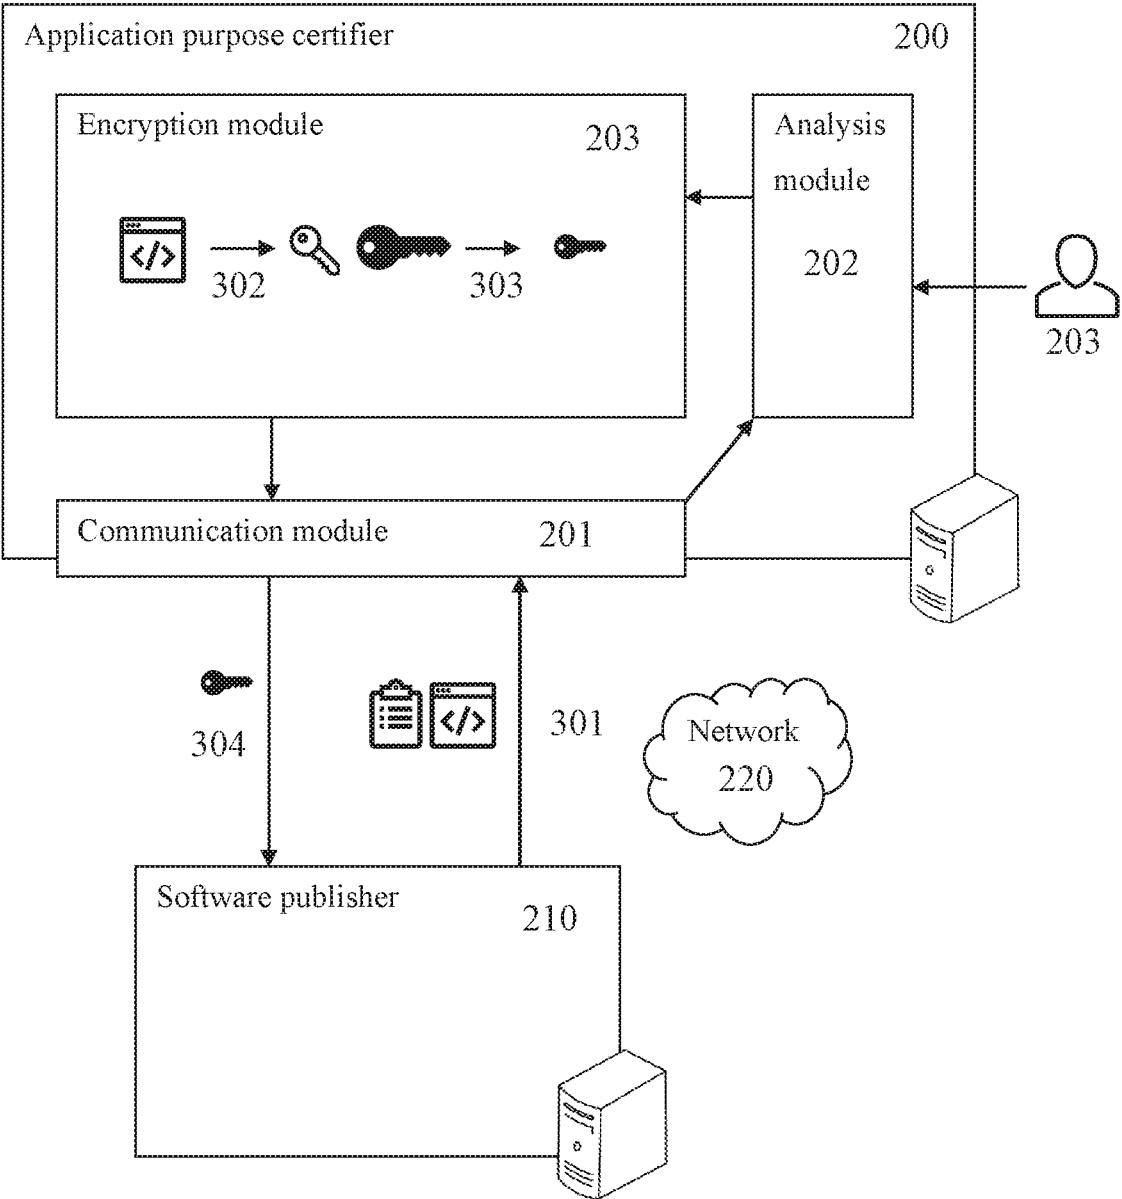 Application purpose certifier
200
Encryption module
203
Analysis
module
202
</>
302
303
203
Communication module
201
304
</>
301
Network
220
Software publisher
210